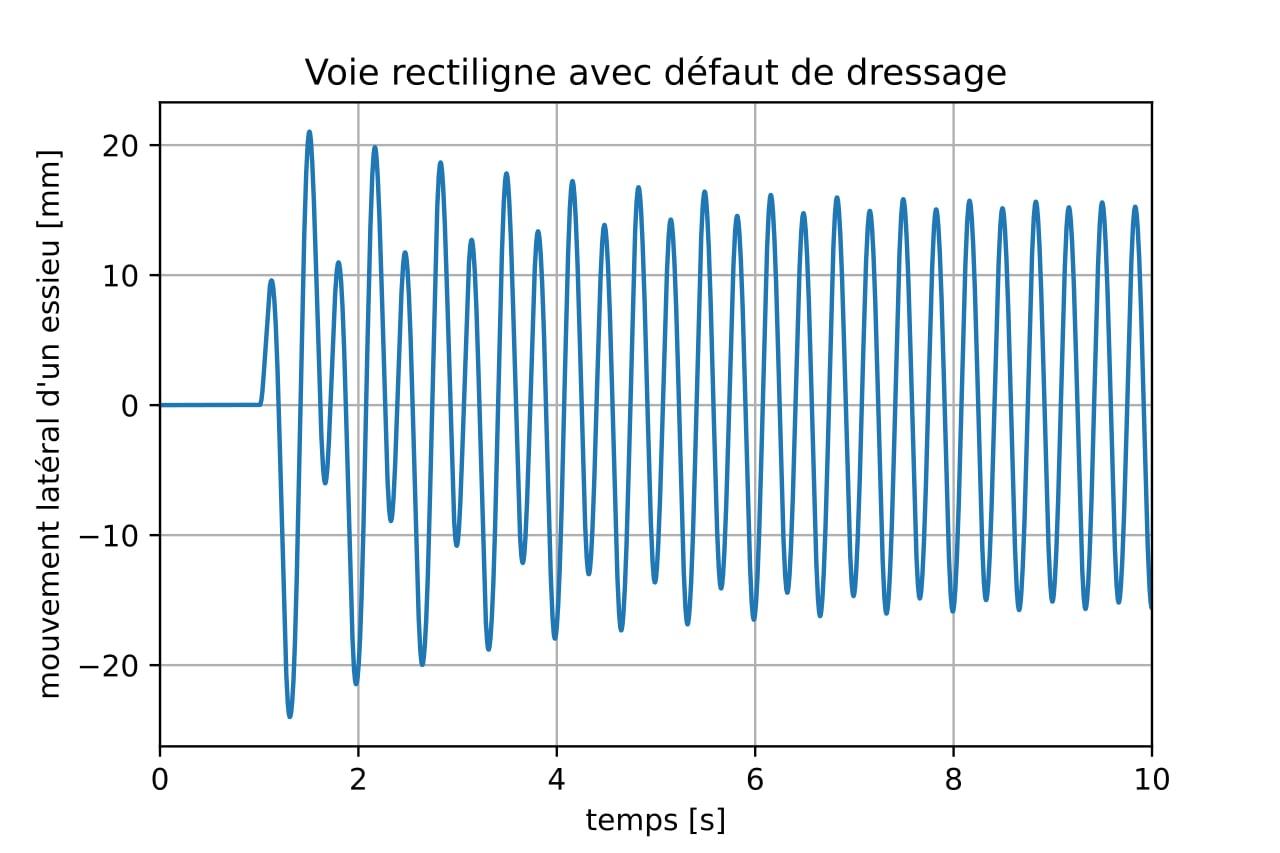 Voie rectiligne avec défaut de dressage
mouvement latéral d'un essieu [mm]
20
10
0
−10
−20
0 2 4 6 8 10
temps [s]